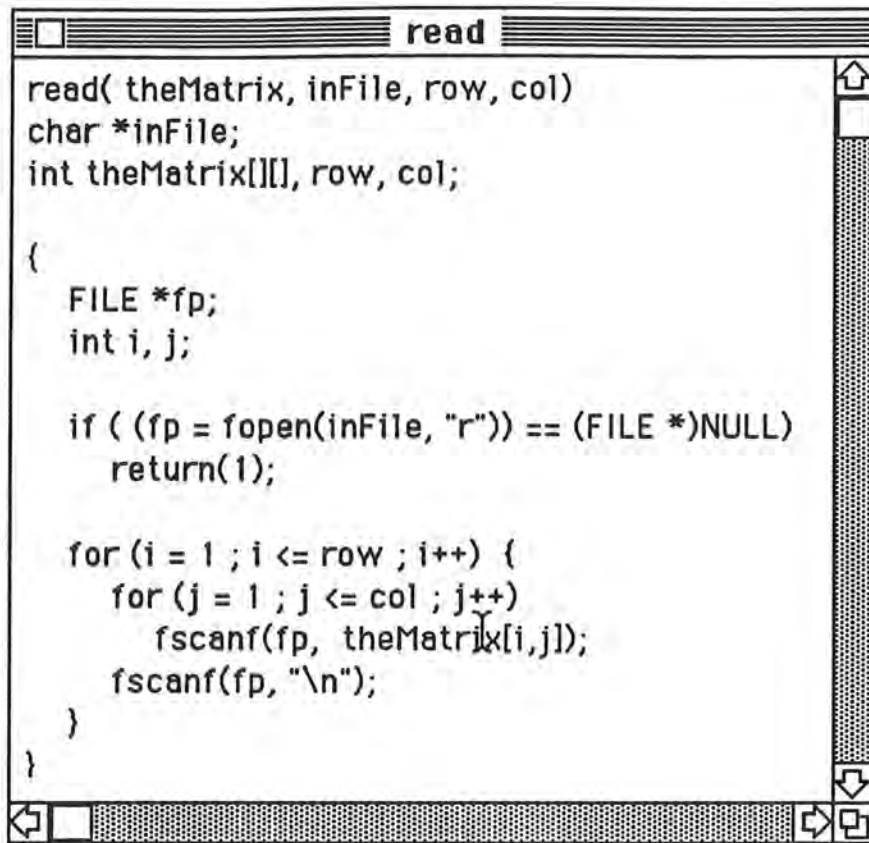 read
read( theMatrix, inFile, row, col)
char *inFile;
int theMatrix[][], row, col;
{
FILE *fp;
int i, j;
if ( (fp = fopen(inFile, "r")) == (FILE *)NULL)
return(1);
for (i = 1 ; i <= row ; i++) {
for (j = 1 ; j <= col ; j++)
fscanf(fp, theMatrix[i,j]);
fscanf(fp, "\n");
}
}